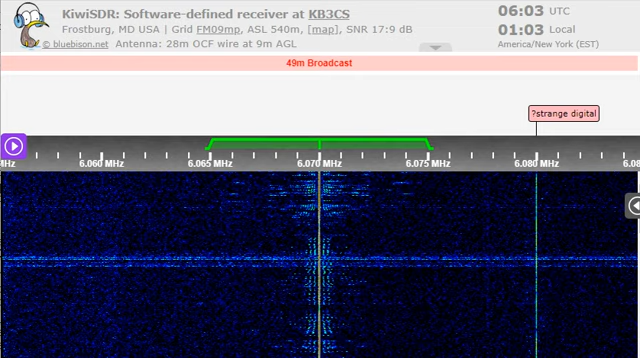 KiwiSDR: Software-defined receiver at KB3CS
Frostburg, MD USA | Grid FM09mp, ASL 540m, [map], SNR 17:9 dB
© bluebison.net Antenna: 28m OCF wire at 9m AGL
06:03 UTC
01:03 Local
America/New York (EST)
49m Broadcast
?strange digital
MHz 6.060 MHz 6.065 MHz 6.070 MHz 6.075 MHz 6.080 MHz 6.08